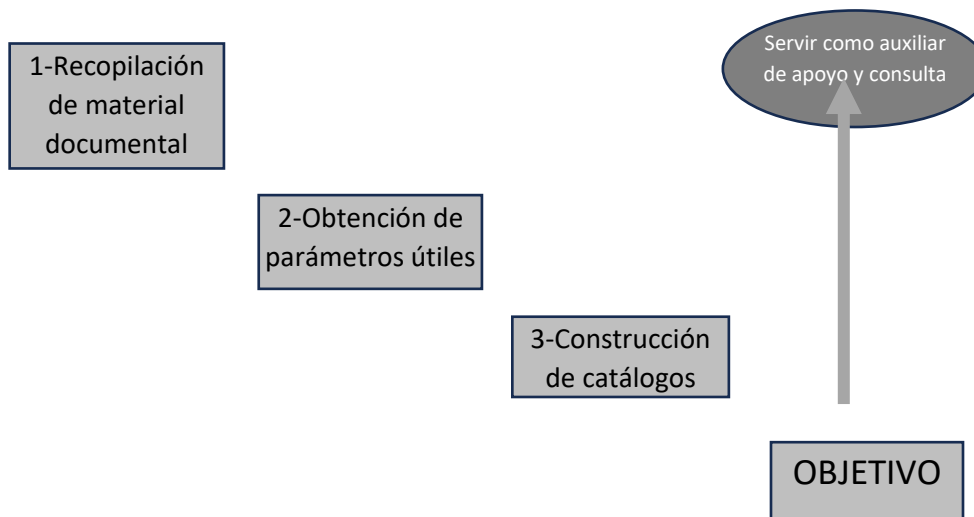 1-Recopilación
de material
documental
Servir como auxiliar
de apoyo y consulta
2-Obtención de
parámetros útiles
3-Construcción
de catálogos
OBJETIVO